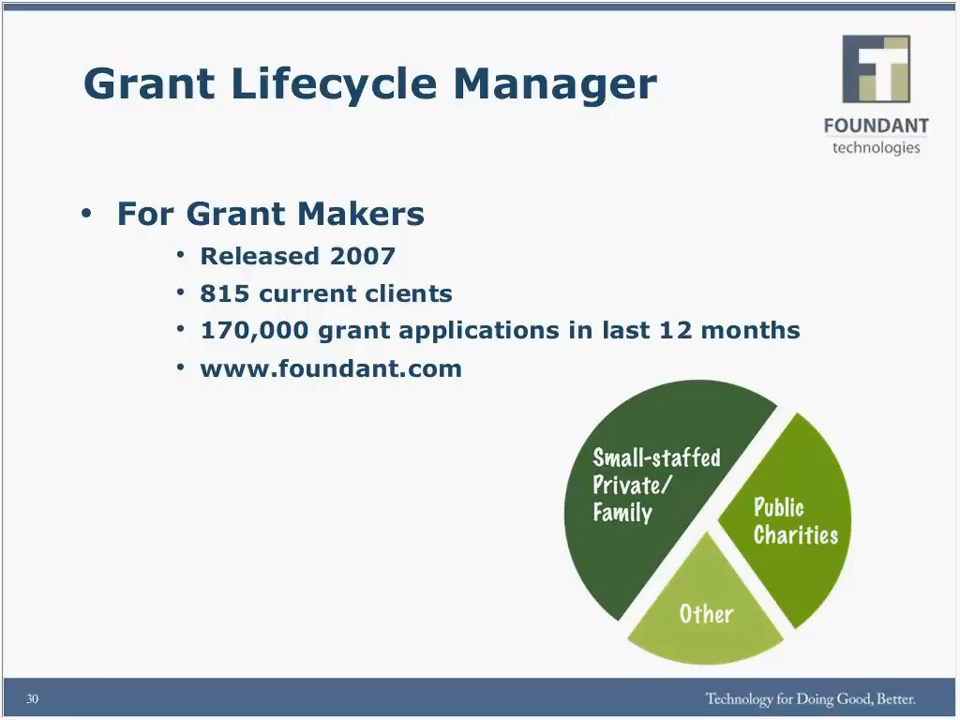 Grant Lifecycle Manager
FT
FOUNDANT
technologies
• For Grant Makers
• Released 2007
• 815 current clients
• 170,000 grant applications in last 12 months
• www.foundant.com
Small-staffed
Private/
Family
Public
Charities
Other
30
Technology for Doing Good, Better.